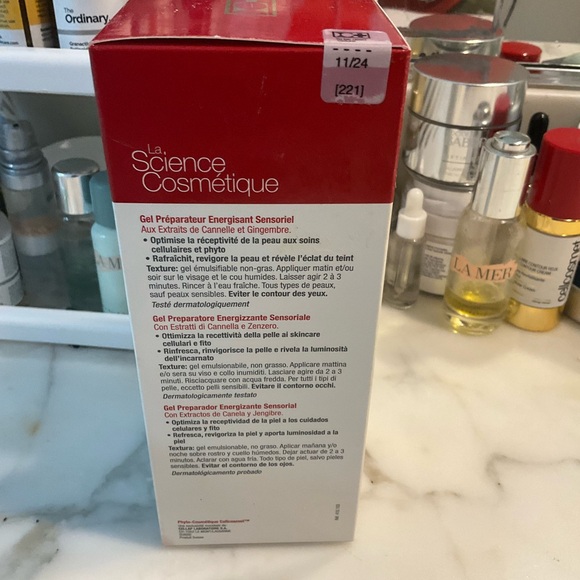 The
Ordinary.
11/24
[221]
La
Science
Cosmétique
Gel Préparateur Energisant Sensoriel
Aux Extraits de Cannelle et Gingembre.
• Optimise la réceptivité de la peau aux soins
cellulaires et phyto
• Rafraîchit, revigore la peau et révèle l'éclat du teint
Texture: gel émulsifiable non-gras. Appliquer matin et/ou
soir sur le visage et le cou humides. Laisser agir 2 à 3
minutes. Rincer à l'eau fraîche. Tous types de peaux,
sauf peaux sensibles. Eviter le contour des yeux.
Testé dermatologiquement
Gel Preparatore Energizzante Sensoriale
Con Estratti di Cannella e Zenzero.
• Ottimizza la recettività della pelle ai skincare
cellulari e fito
• Rinfresca, rinvigorisce la pelle e rivela la luminosità
dell'incarnato
Texture: gel emulsionabile, non grasso. Applicare mattina
e/o sera su viso e collo inumiditi. Lasciare agire da 2 a 3
minuti. Risciacquare con acqua fredda. Per tutti i tipi di
pelle, eccetto pelli sensibili. Evitare il contorno occhi.
Dermatologicamente testato
Gel Preparador Energizante Sensorial
Con Extractos de Canela y Jengibre.
• Optimiza la receptividad de la piel a los cuidados
celulares y fito
• Refresca, revigoriza la piel y aporta luminosidad a la
piel
Textura: gel emulsionable, no graso. Aplicar mañana y/o
noche sobre rostro y cuello húmedos. Dejar actuar de 2 a 3
minutos. Aclarar con agua fría. Todo tipo de piel, salvo pieles
sensibles. Evitar el contorno de los ojos.
Dermatológicamente probado
Phyto-Cosmétique Cellcosmet™
LA MER
cellcosmet